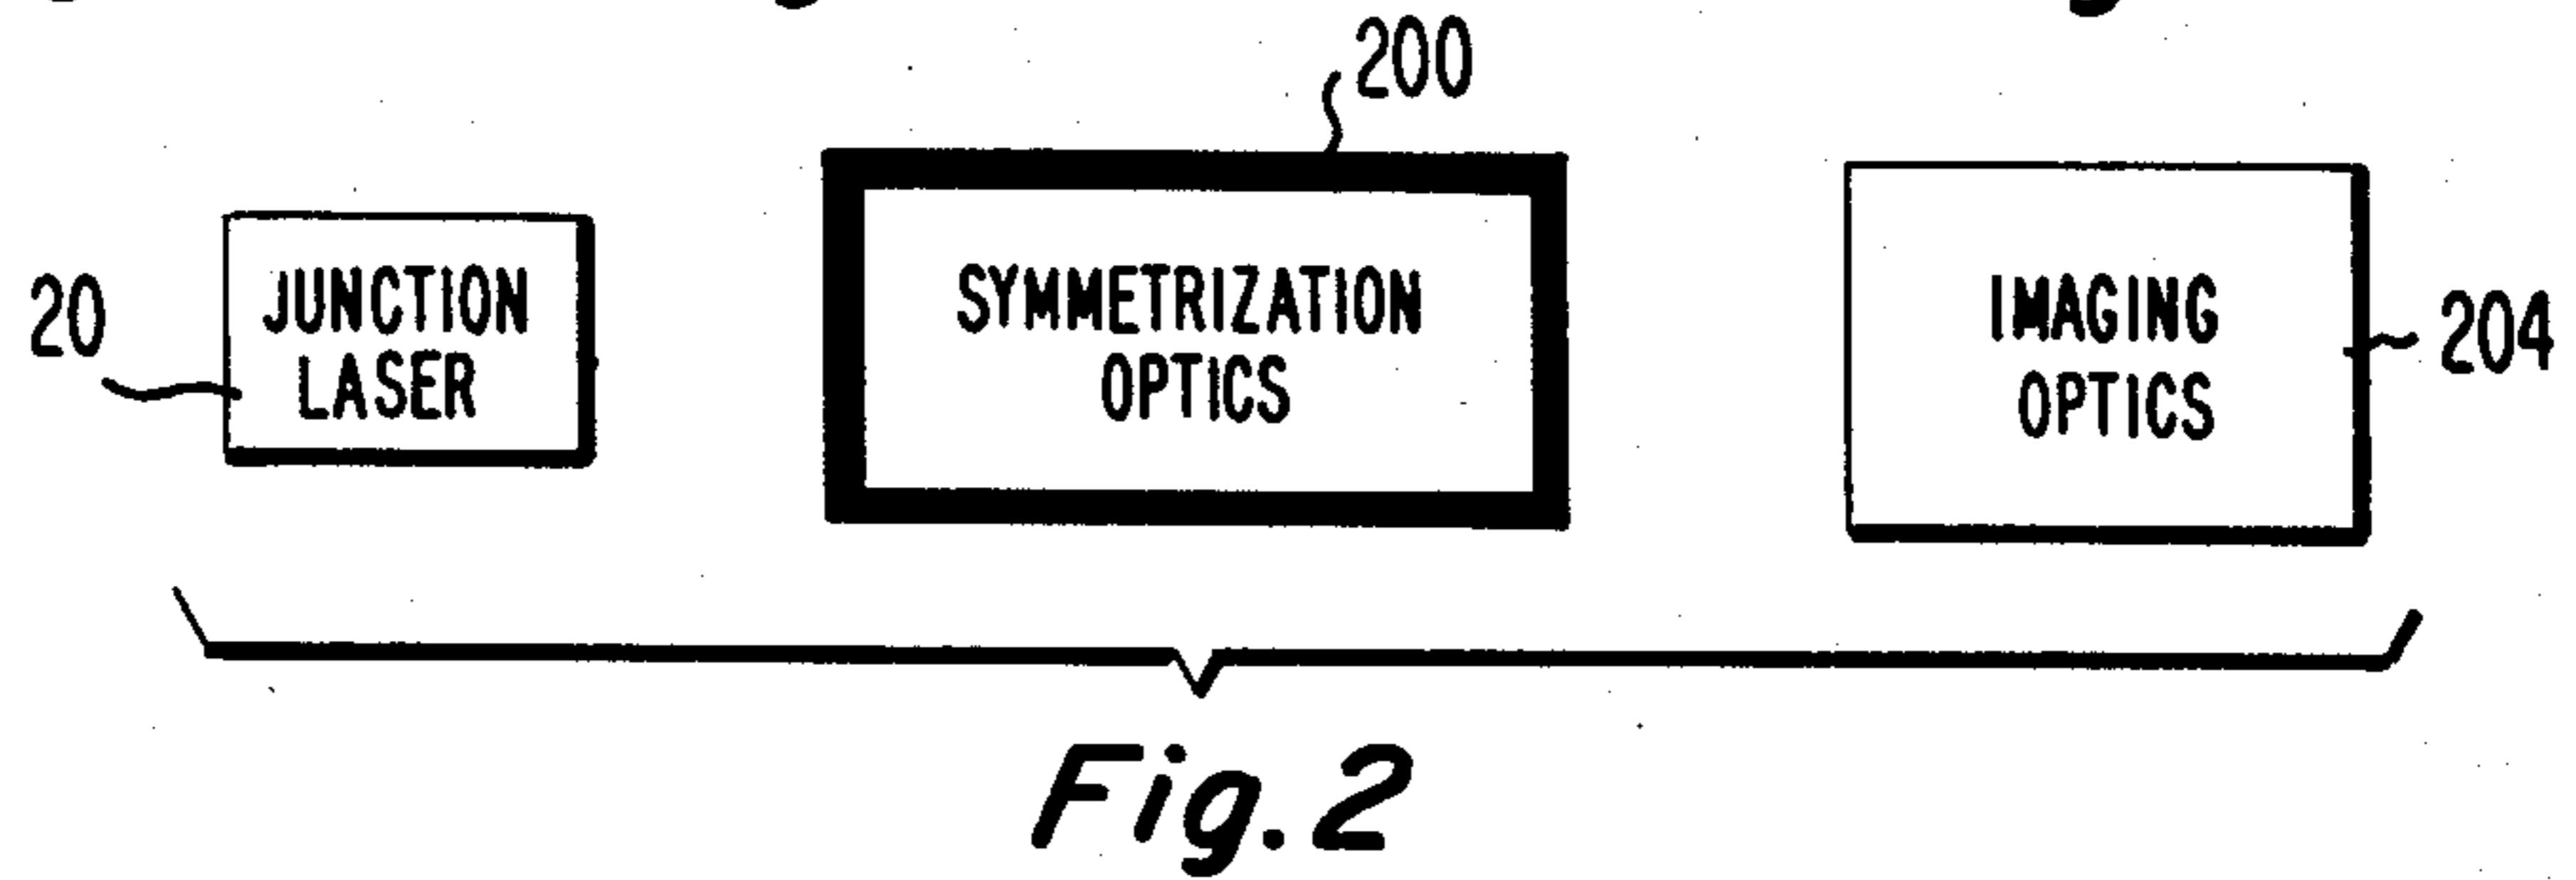 200
20
JUNCTION
LASER
SYMMETRIZATION
OPTICS
IMAGING
OPTICS
204
Fig. 2